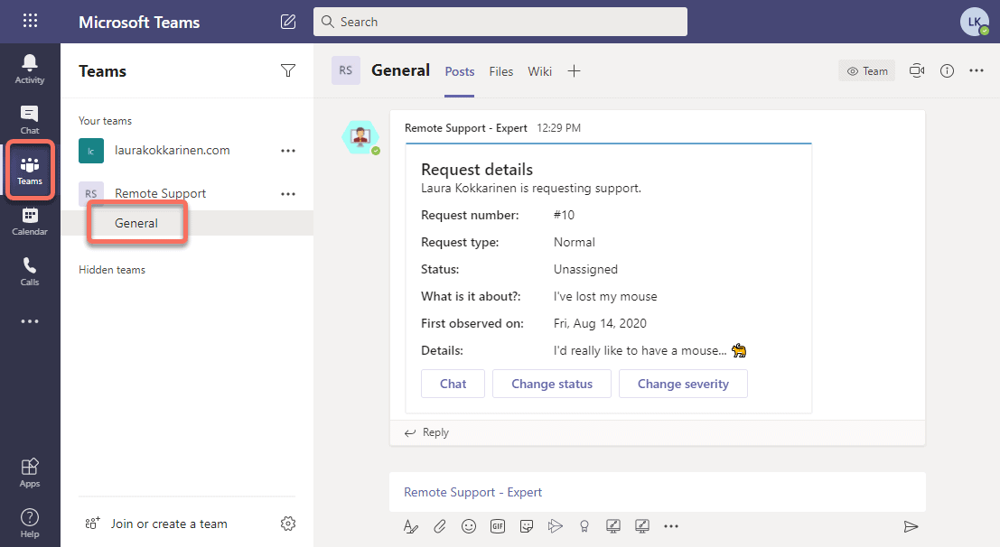 Microsoft Teams
Search
LK
Activity
Chat
Teams
Calendar
Calls
Apps
Help
Teams
Your teams
lc laurakokkarinen.com
RS Remote Support
General
Hidden teams
Join or create a team
RS General Posts Files Wiki
Team
Remote Support - Expert 12:29 PM
Request details
Laura Kokkarinen is requesting support.
Request number: #10
Request type: Normal
Status: Unassigned
What is it about?: I've lost my mouse
First observed on: Fri, Aug 14, 2020
Details: I'd really like to have a mouse... 🐈
Chat Change status Change severity
Reply
Remote Support - Expert
GIF